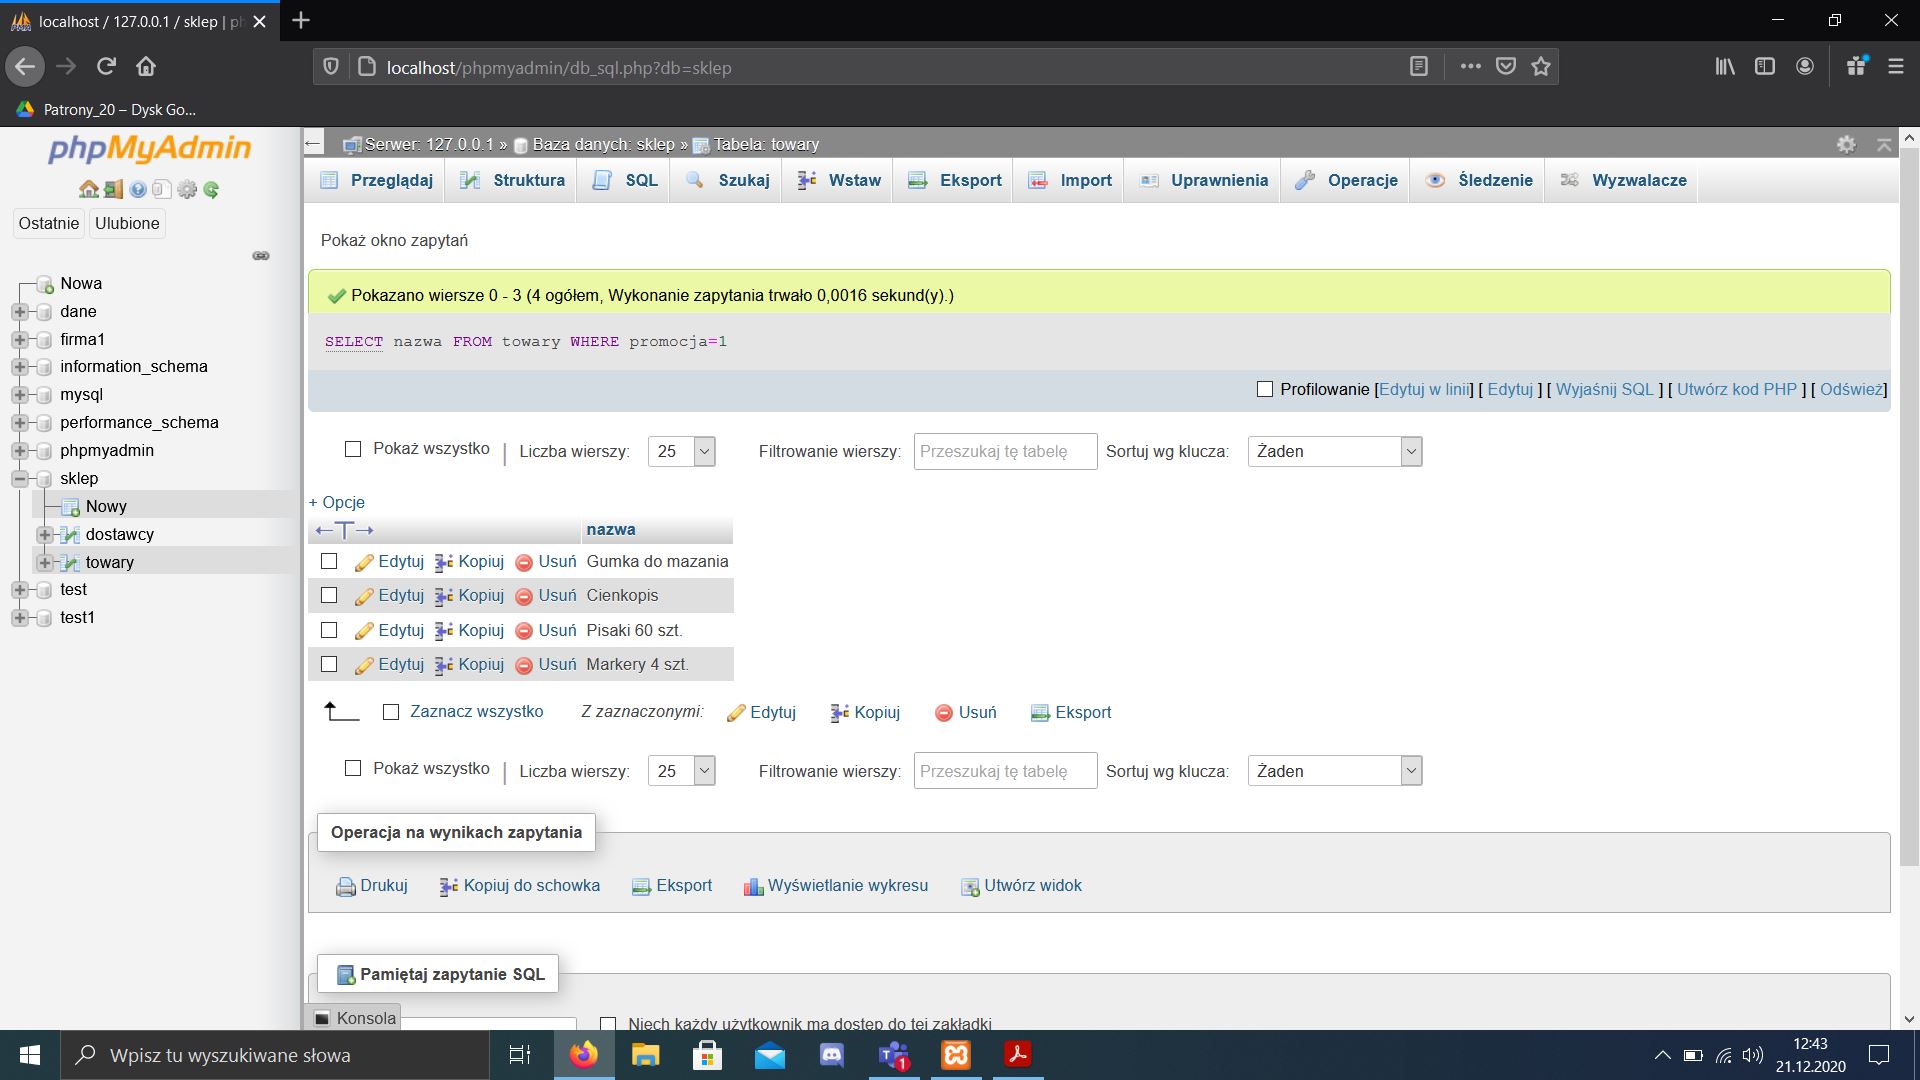 localhost / 127.0.0.1 / sklep | ph
localhost/phpmyadmin/db_sql.php?db=sklep
Patrony_20 – Dysk Go...
phpMyAdmin
Ostatnie Ulubione
Nowa
dane
firma1
information_schema
mysql
performance_schema
phpmyadmin
sklep
Nowy
dostawcy
towary
test
test1
Serwer: 127.0.0.1 » Baza danych: sklep » Tabela: towary
Przeglądaj Struktura SQL Szukaj Wstaw Eksport Import Uprawnienia Operacje Śledzenie Wyzwalacze
Pokaż okno zapytań
Pokazano wiersze 0 - 3 (4 ogółem, Wykonanie zapytania trwało 0,0016 sekund(y).)
SELECT nazwa FROM towary WHERE promocja=1
Profilowanie [Edytuj w linii] [ Edytuj ] [ Wyjaśnij SQL ] [ Utwórz kod PHP ] [ Odśwież]
Pokaż wszystko | Liczba wierszy: 25 Filtrowanie wierszy: Przeszukaj tę tabelę Sortuj wg klucza: Żaden
+ Opcje
←T→ nazwa
Edytuj Kopiuj Usuń Gumka do mazania
Edytuj Kopiuj Usuń Cienkopis
Edytuj Kopiuj Usuń Pisaki 60 szt.
Edytuj Kopiuj Usuń Markery 4 szt.
Zaznacz wszystko Z zaznaczonymi: Edytuj Kopiuj Usuń Eksport
Pokaż wszystko | Liczba wierszy: 25 Filtrowanie wierszy: Przeszukaj tę tabelę Sortuj wg klucza: Żaden
Operacja na wynikach zapytania
Drukuj Kopiuj do schowka Eksport Wyświetlanie wykresu Utwórz widok
Pamiętaj zapytanie SQL
Konsola
Niech każdy użytkownik ma dostęp do tej zakładki
Wpisz tu wyszukiwane słowa
1
12:43
21.12.2020